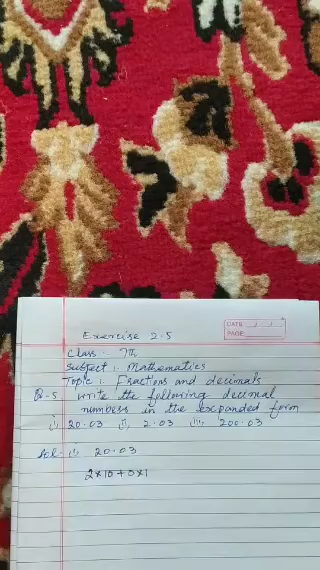 Exercise 2.5
DATE
PAGE
Class : 7th
Subject : Mathematics
Topic : Fractions and decimals
Q-5 Write the following decimal
numbers in the expanded form
i) 20.03 ii) 2.03 iii) 200.03
Sol. i) 20.03
2×10+0×1